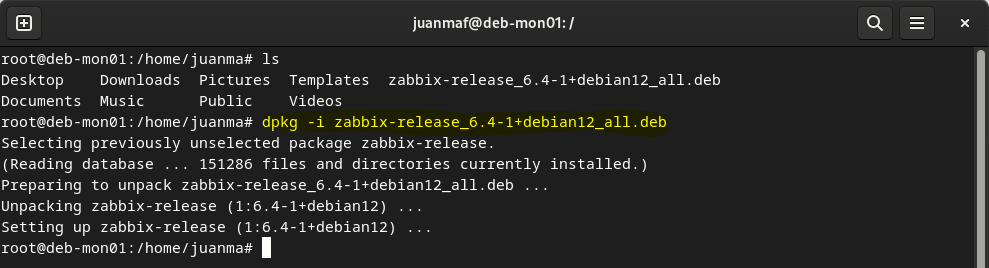 juanmaf@deb-mon01: /
root@deb-mon01:/home/juanma# ls
Desktop    Downloads  Pictures  Templates  zabbix-release_6.4-1+debian12_all.deb
Documents  Music      Public    Videos
root@deb-mon01:/home/juanma# dpkg -i zabbix-release_6.4-1+debian12_all.deb
Selecting previously unselected package zabbix-release.
(Reading database ... 151286 files and directories currently installed.)
Preparing to unpack zabbix-release_6.4-1+debian12_all.deb ...
Unpacking zabbix-release (1:6.4-1+debian12) ...
Setting up zabbix-release (1:6.4-1+debian12) ...
root@deb-mon01:/home/juanma#